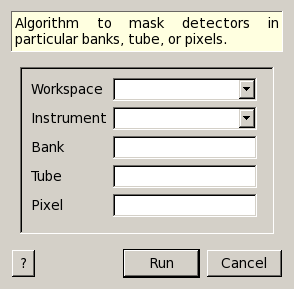 Algorithm to mask detectors in
particular banks, tube, or pixels.
Workspace
Instrument
Bank
Tube
Pixel
? Run Cancel